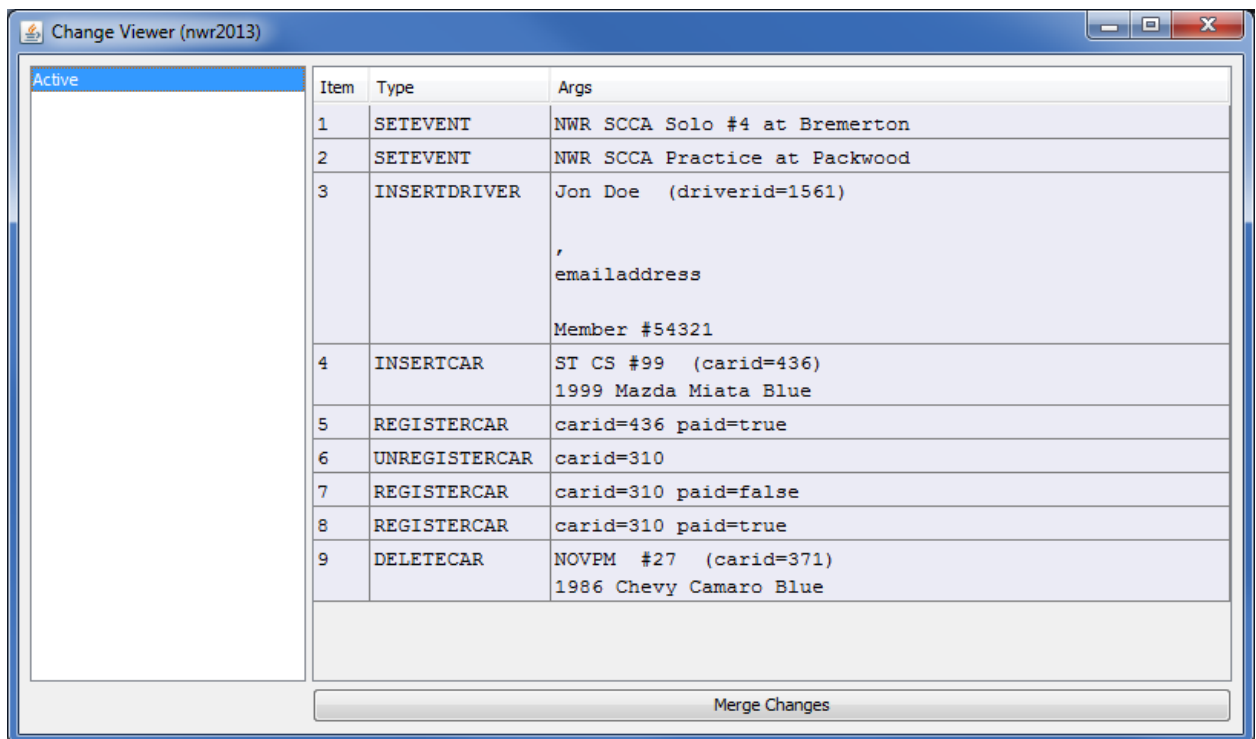 Change Viewer (nwr2013)
Active
Item Type Args
1 SETEVENT NWR SCCA Solo #4 at Bremerton
2 SETEVENT NWR SCCA Practice at Packwood
3 INSERTDRIVER Jon Doe (driverid=1561)
,
emailaddress
Member #54321
4 INSERTCAR ST CS #99 (carid=436)
1999 Mazda Miata Blue
5 REGISTERCAR carid=436 paid=true
6 UNREGISTERCAR carid=310
7 REGISTERCAR carid=310 paid=false
8 REGISTERCAR carid=310 paid=true
9 DELETECAR NOVPM #27 (carid=371)
1986 Chevy Camaro Blue
Merge Changes